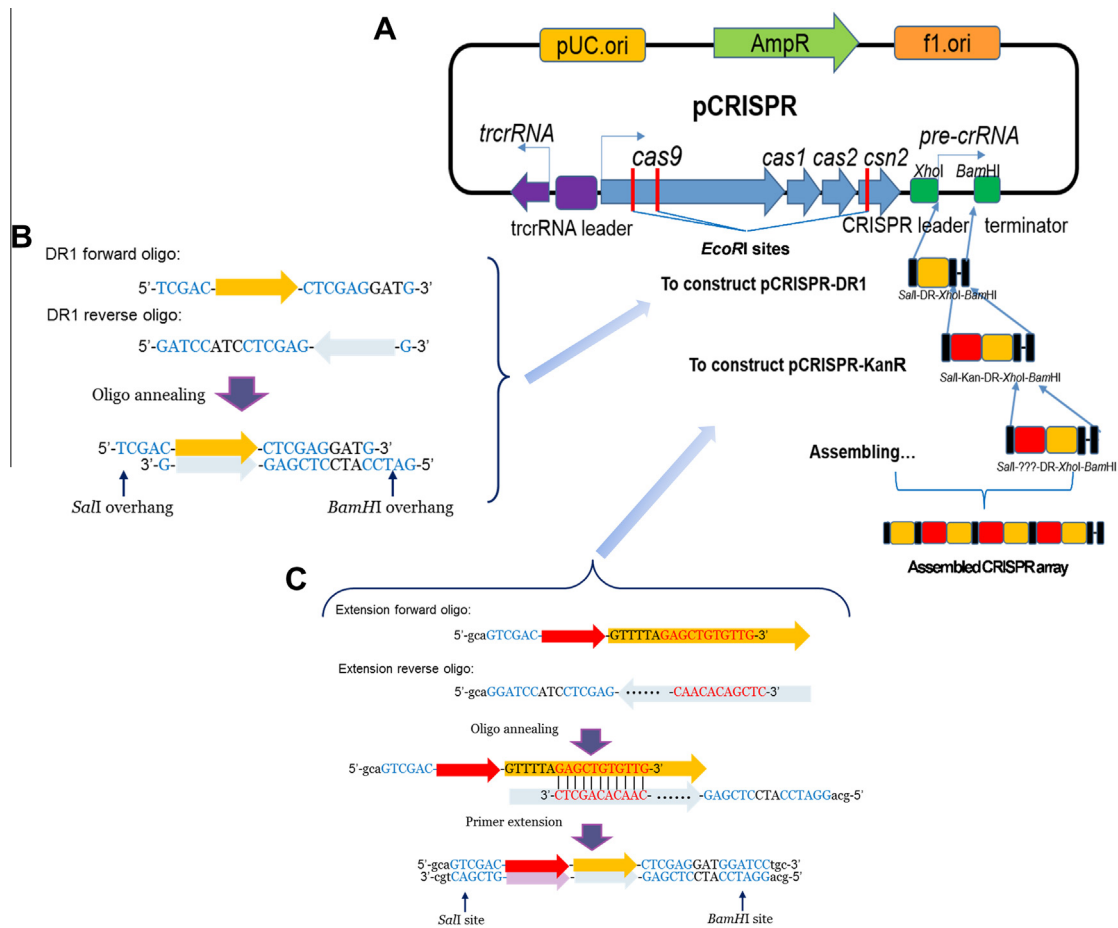 A
pUC.ori
AmpR
f1.ori
pCRISPR
trcrRNA
cas9
cas1
cas2
csn2
pre-crRNA
XhoI
BamHI
trcrRNA leader
CRISPR leader
terminator
EcoRI sites
To construct pCRISPR-DR1
SalI-DR-XhoI-BamHI
To construct pCRISPR-KanR
SalI-Kan-DR-XhoI-BamHI
Assembling...
SalI-???-DR-XhoI-BamHI
Assembled CRISPR array
B
DR1 forward oligo:
5'-TCGAC- -CTCGAGGATG-3'
DR1 reverse oligo:
5'-GATCCATCCTCGAG- -G-3'
Oligo annealing
5'-TCGAC- -CTCGAGGATG-3'
3'-G- -GAGCTCCTACCTAG-5'
SalI overhang
BamHI overhang
C
Extension forward oligo:
5'-gcaGTCGAC- -GTTTTAGAGCTGTGTTG-3'
Extension reverse oligo:
5'-gcaGGATCCATCCTCGAG- ······ -CAACACAGCTC-3'
Oligo annealing
5'-gcaGTCGAC- -GTTTTAGAGCTGTGTTG-3'
3'-CTCGACACAAC- ······ -GAGCTCCTACCTAGGacg-5'
Primer extension
5'-gcaGTCGAC- -CTCGAGGATGGATCCtgc-3'
3'-cgtCAGCTG- -GAGCTCCTACCTAGGacg-5'
SalI site
BamHI site